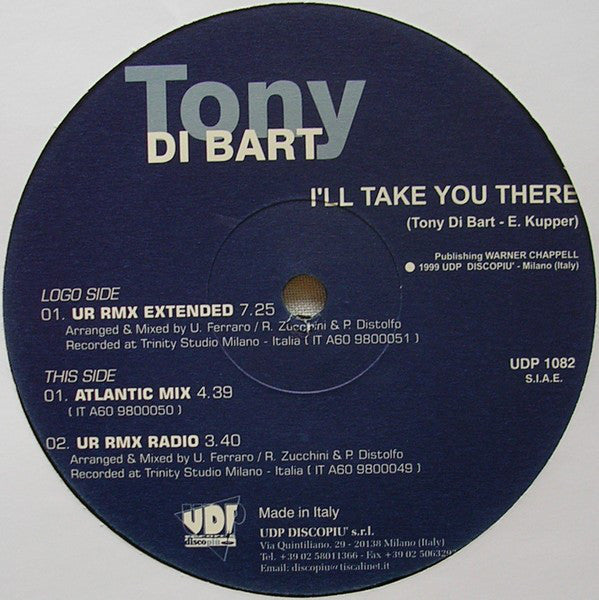 Tony
DI BART
I'LL TAKE YOU THERE
(Tony Di Bart - E. Kupper)
Publishing WARNER CHAPPELL
1999 UDP DISCOPIU' - Milano (Italy)
LOGO SIDE
01. UR RMX EXTENDED 7.25
Arranged & Mixed by U. Ferraro / R. Zucchini & P. Distolfo
Recorded at Trinity Studio Milano - Italia ( IT A60 9800051 )
UDP 1082
S.I.A.E.
THIS SIDE
01. ATLANTIC MIX 4.39
( IT A60 9800050 )
02. UR RMX RADIO 3.40
Arranged & Mixed by U. Ferraro / R. Zucchini & P. Distolfo
Recorded at Trinity Studio Milano - Italia ( IT A60 9800049 )
UDP
discopiu
Made in Italy
UDP DISCOPIU' s.r.l.
Via Quintiliano, 29 - 20138 Milano (Italy)
Tel. +39 02 58011366 - Fax +39 02 5063297
Email: discopiu@tiscalinet.it